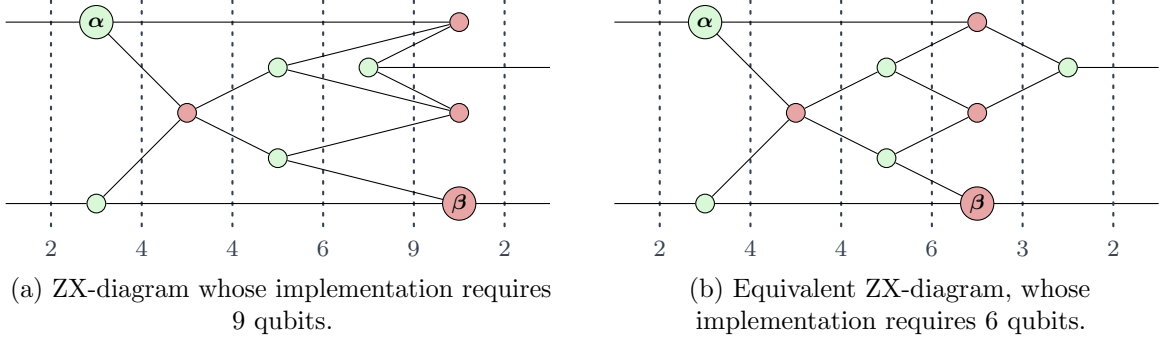 α
β
2 4 4 6 9 2
(a) ZX-diagram whose implementation requires
9 qubits.
α
β
2 4 4 6 3 2
(b) Equivalent ZX-diagram, whose
implementation requires 6 qubits.